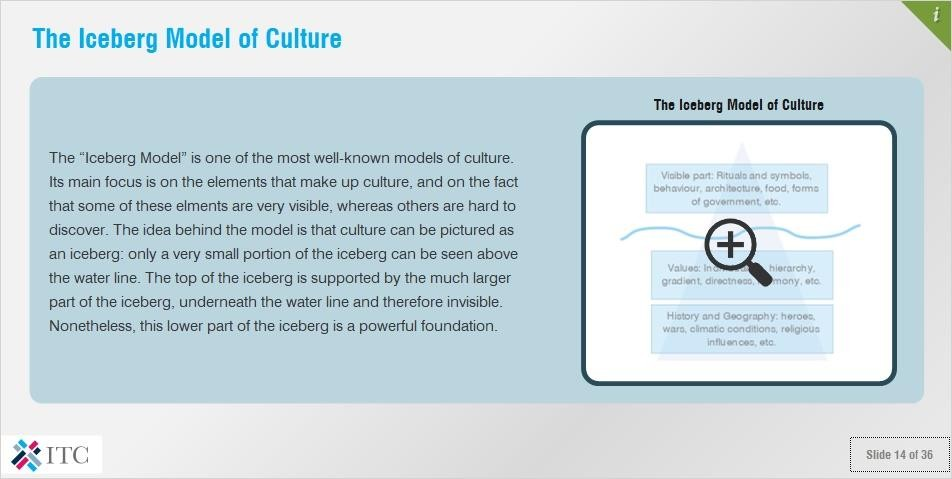 The Iceberg Model of Culture
i
The “Iceberg Model” is one of the most well-known models of culture.
Its main focus is on the elements that make up culture, and on the fact
that some of these elments are very visible, whereas others are hard to
discover. The idea behind the model is that culture can be pictured as
an iceberg: only a very small portion of the iceberg can be seen above
the water line. The top of the iceberg is supported by the much larger
part of the iceberg, underneath the water line and therefore invisible.
Nonetheless, this lower part of the iceberg is a powerful foundation.
The Iceberg Model of Culture
Visible part: Rituals and symbols,
behaviour, architecture, food, forms
of government, etc.
Values: hierarchy,
gradient, directness, etc.
History and Geography: heroes,
wars, climatic conditions, religious
influences, etc.
ITC
Slide 14 of 36